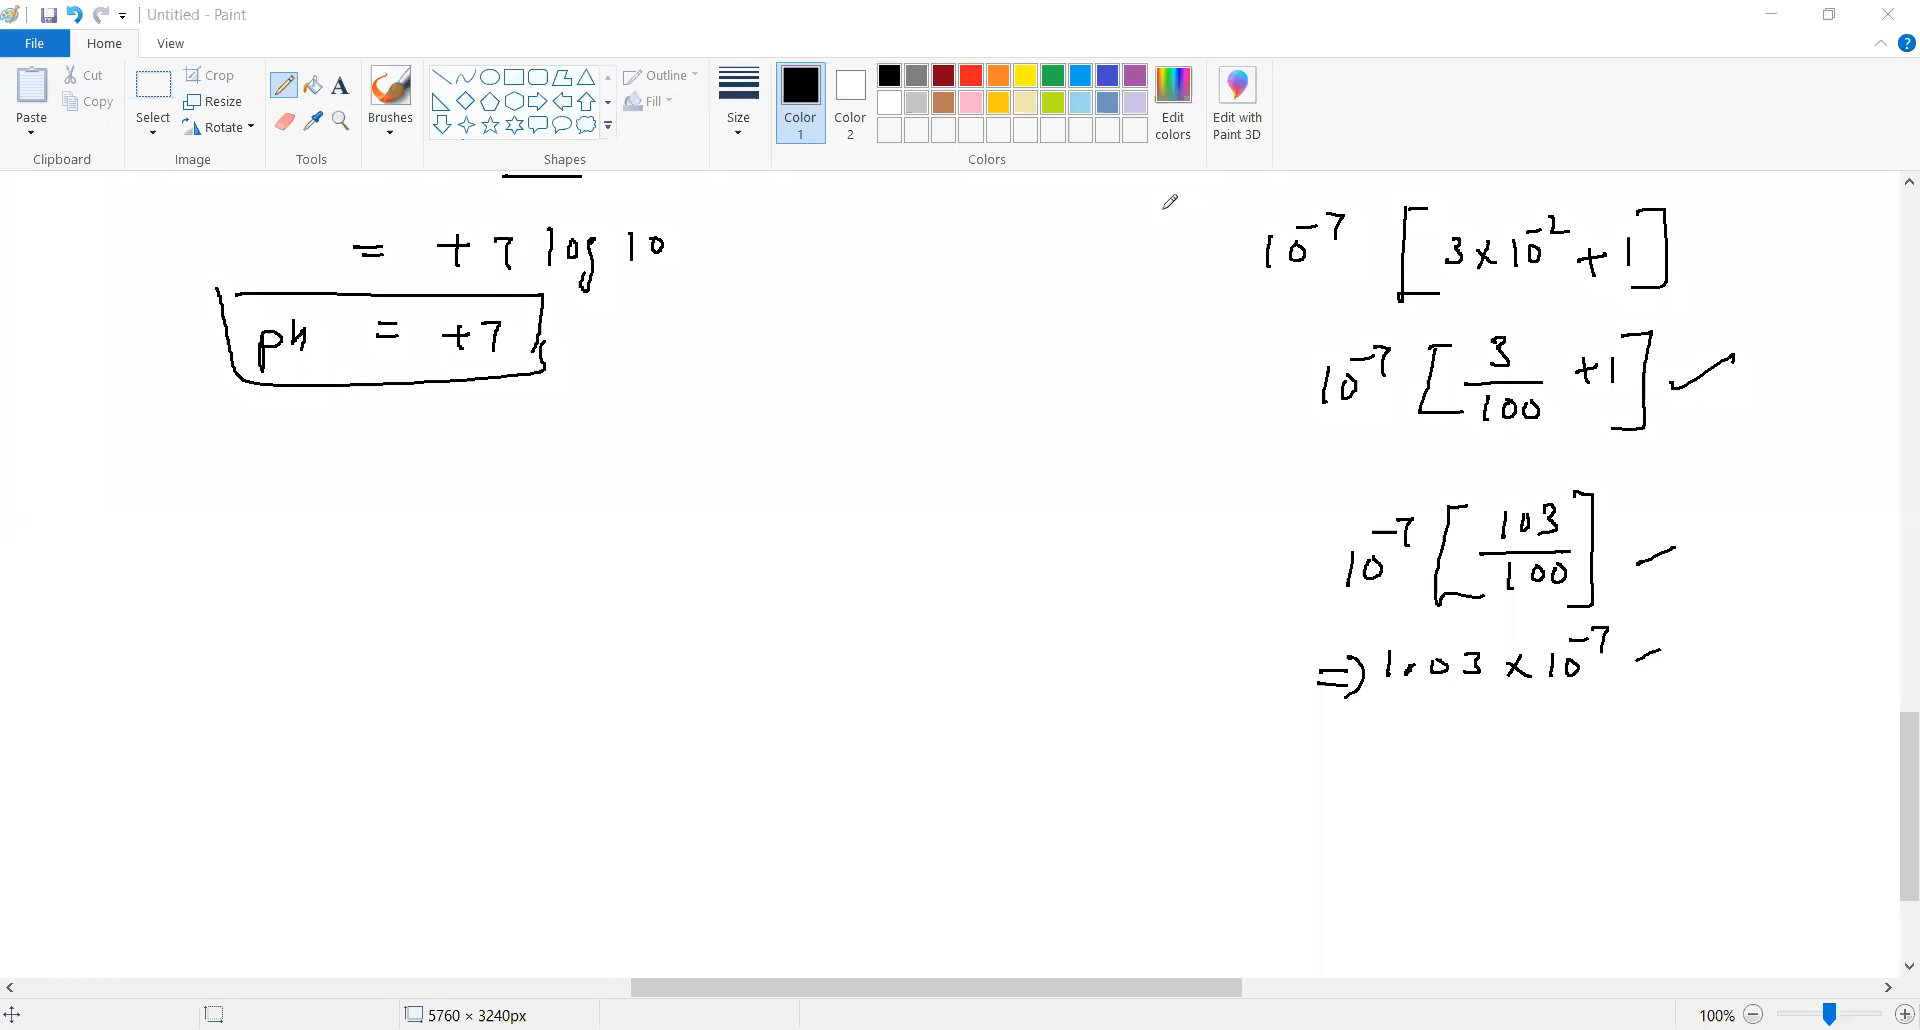 Untitled - Paint
File Home View
Cut
Copy
Paste
Clipboard
Crop
Resize
Rotate
Select
Image
Tools
Brushes
Outline
Fill
Shapes
Size
Color 1
Color 2
Edit colors
Colors
Edit with Paint 3D
= +7 log 10
pH = +7
10⁻⁷ [3 × 10⁻² + 1]
10⁻⁷ [3/100 + 1]
10⁻⁷ [103/100]
⇒ 1.03 × 10⁻⁷
5760 × 3240px
100%